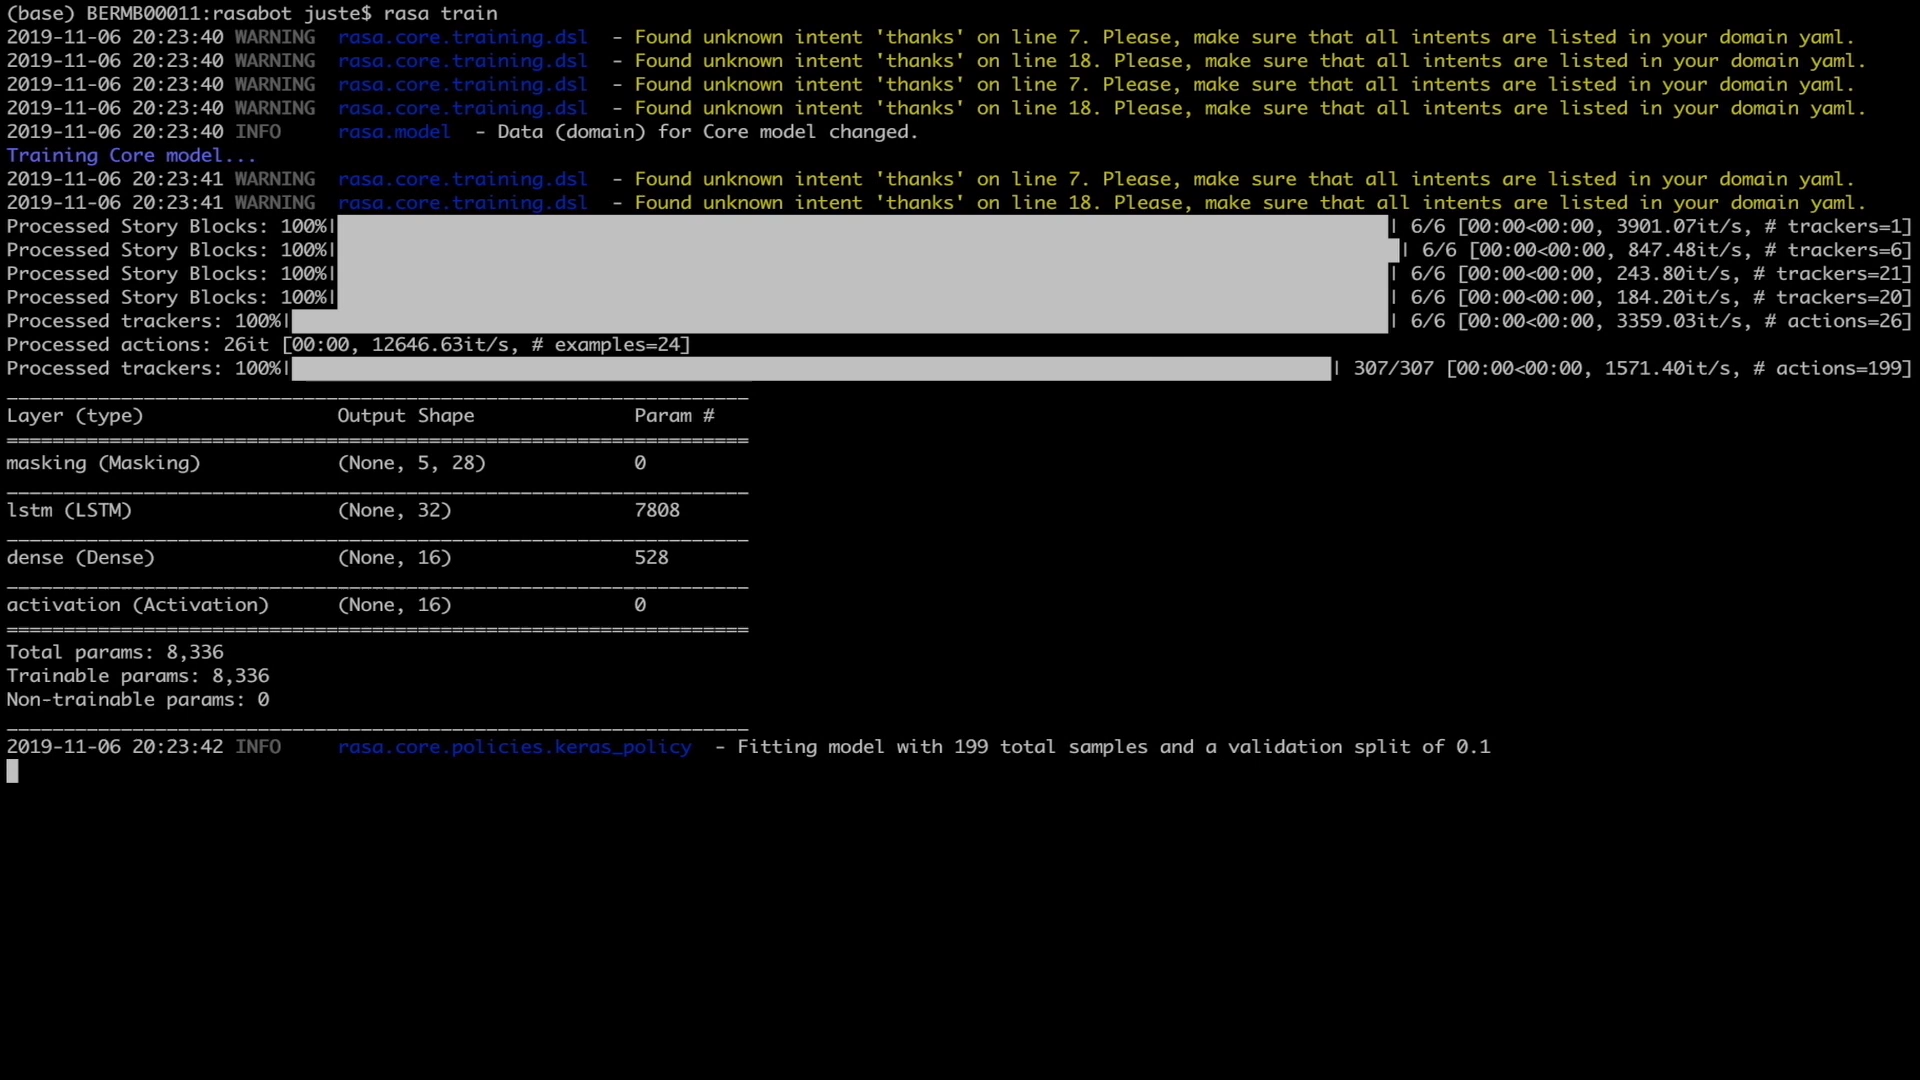 (base) BERMB00011:rasabot juste$ rasa train
2019-11-06 20:23:40 WARNING  rasa.core.training.dsl  - Found unknown intent 'thanks' on line 7. Please, make sure that all intents are listed in your domain yaml.
2019-11-06 20:23:40 WARNING  rasa.core.training.dsl  - Found unknown intent 'thanks' on line 18. Please, make sure that all intents are listed in your domain yaml.
2019-11-06 20:23:40 WARNING  rasa.core.training.dsl  - Found unknown intent 'thanks' on line 7. Please, make sure that all intents are listed in your domain yaml.
2019-11-06 20:23:40 WARNING  rasa.core.training.dsl  - Found unknown intent 'thanks' on line 18. Please, make sure that all intents are listed in your domain yaml.
2019-11-06 20:23:40 INFO     rasa.model  - Data (domain) for Core model changed.
Training Core model...
2019-11-06 20:23:41 WARNING  rasa.core.training.dsl  - Found unknown intent 'thanks' on line 7. Please, make sure that all intents are listed in your domain yaml.
2019-11-06 20:23:41 WARNING  rasa.core.training.dsl  - Found unknown intent 'thanks' on line 18. Please, make sure that all intents are listed in your domain yaml.
Processed Story Blocks: 100%| | 6/6 [00:00<00:00, 3901.07it/s, # trackers=1]
Processed Story Blocks: 100%| | 6/6 [00:00<00:00, 847.48it/s, # trackers=6]
Processed Story Blocks: 100%| | 6/6 [00:00<00:00, 243.80it/s, # trackers=21]
Processed Story Blocks: 100%| | 6/6 [00:00<00:00, 184.20it/s, # trackers=20]
Processed trackers: 100%| | 6/6 [00:00<00:00, 3359.03it/s, # actions=26]
Processed actions: 26it [00:00, 12646.63it/s, # examples=24]
Processed trackers: 100%| | 307/307 [00:00<00:00, 1571.40it/s, # actions=199]
Layer (type)                 Output Shape              Param #
masking (Masking)            (None, 5, 28)             0
lstm (LSTM)                  (None, 32)                7808
dense (Dense)                (None, 16)                528
activation (Activation)      (None, 16)                0
Total params: 8,336
Trainable params: 8,336
Non-trainable params: 0
2019-11-06 20:23:42 INFO     rasa.core.policies.keras_policy  - Fitting model with 199 total samples and a validation split of 0.1